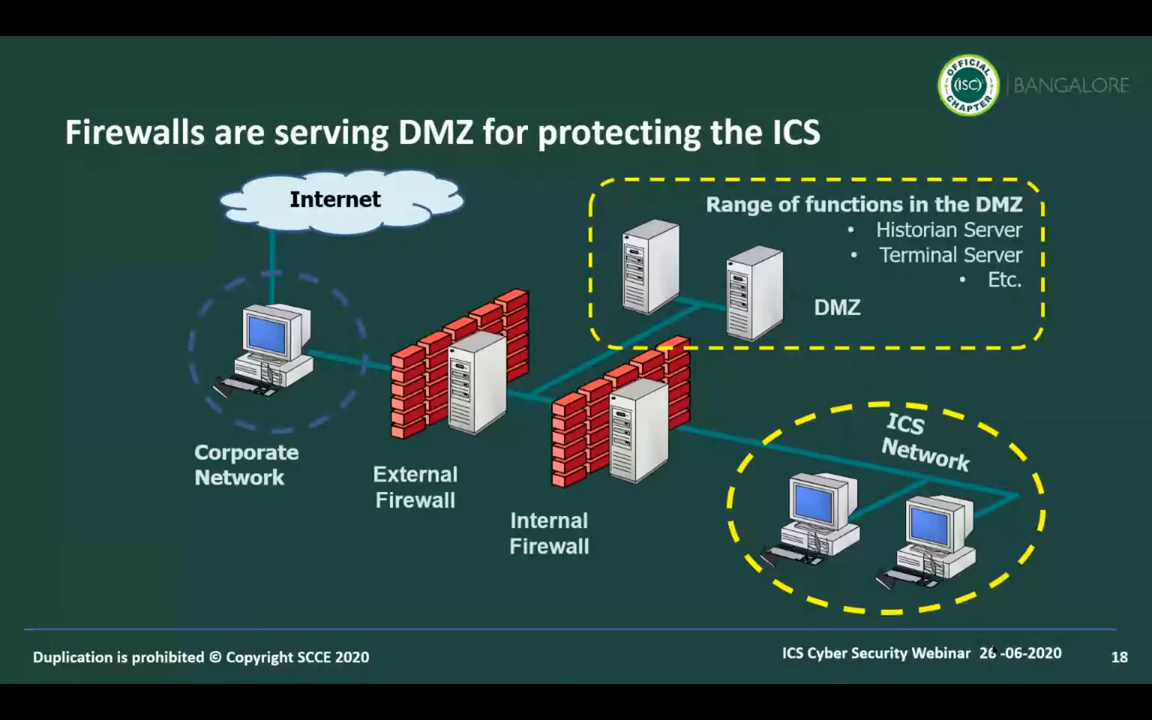 OFFICIAL
(ISC)
CHAPTER
BANGALORE
Firewalls are serving DMZ for protecting the ICS
Internet
Range of functions in the DMZ
• Historian Server
• Terminal Server
• Etc.
DMZ
ICS
Network
Corporate
Network
External
Firewall
Internal
Firewall
Duplication is prohibited © Copyright SCCE 2020
ICS Cyber Security Webinar 26 -06-2020
18